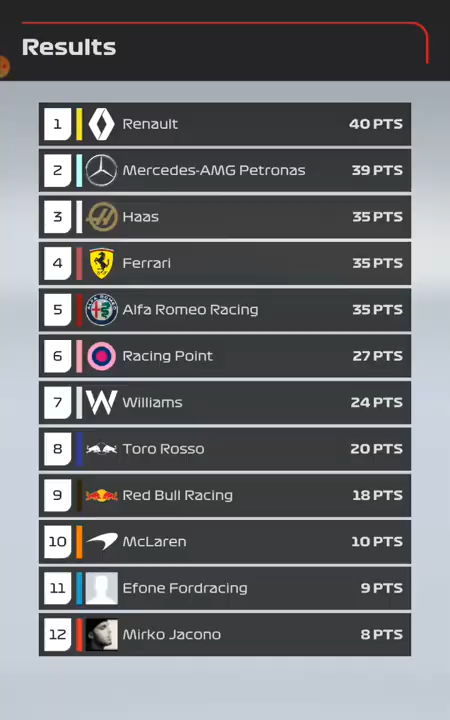 Results
1 Renault 40 PTS
2 Mercedes-AMG Petronas 39 PTS
3 Haas 35 PTS
4 Ferrari 35 PTS
5 Alfa Romeo Racing 35 PTS
6 Racing Point 27 PTS
7 Williams 24 PTS
8 Toro Rosso 20 PTS
9 Red Bull Racing 18 PTS
10 McLaren 10 PTS
11 Efone Fordracing 9 PTS
12 Mirko Jacono 8 PTS